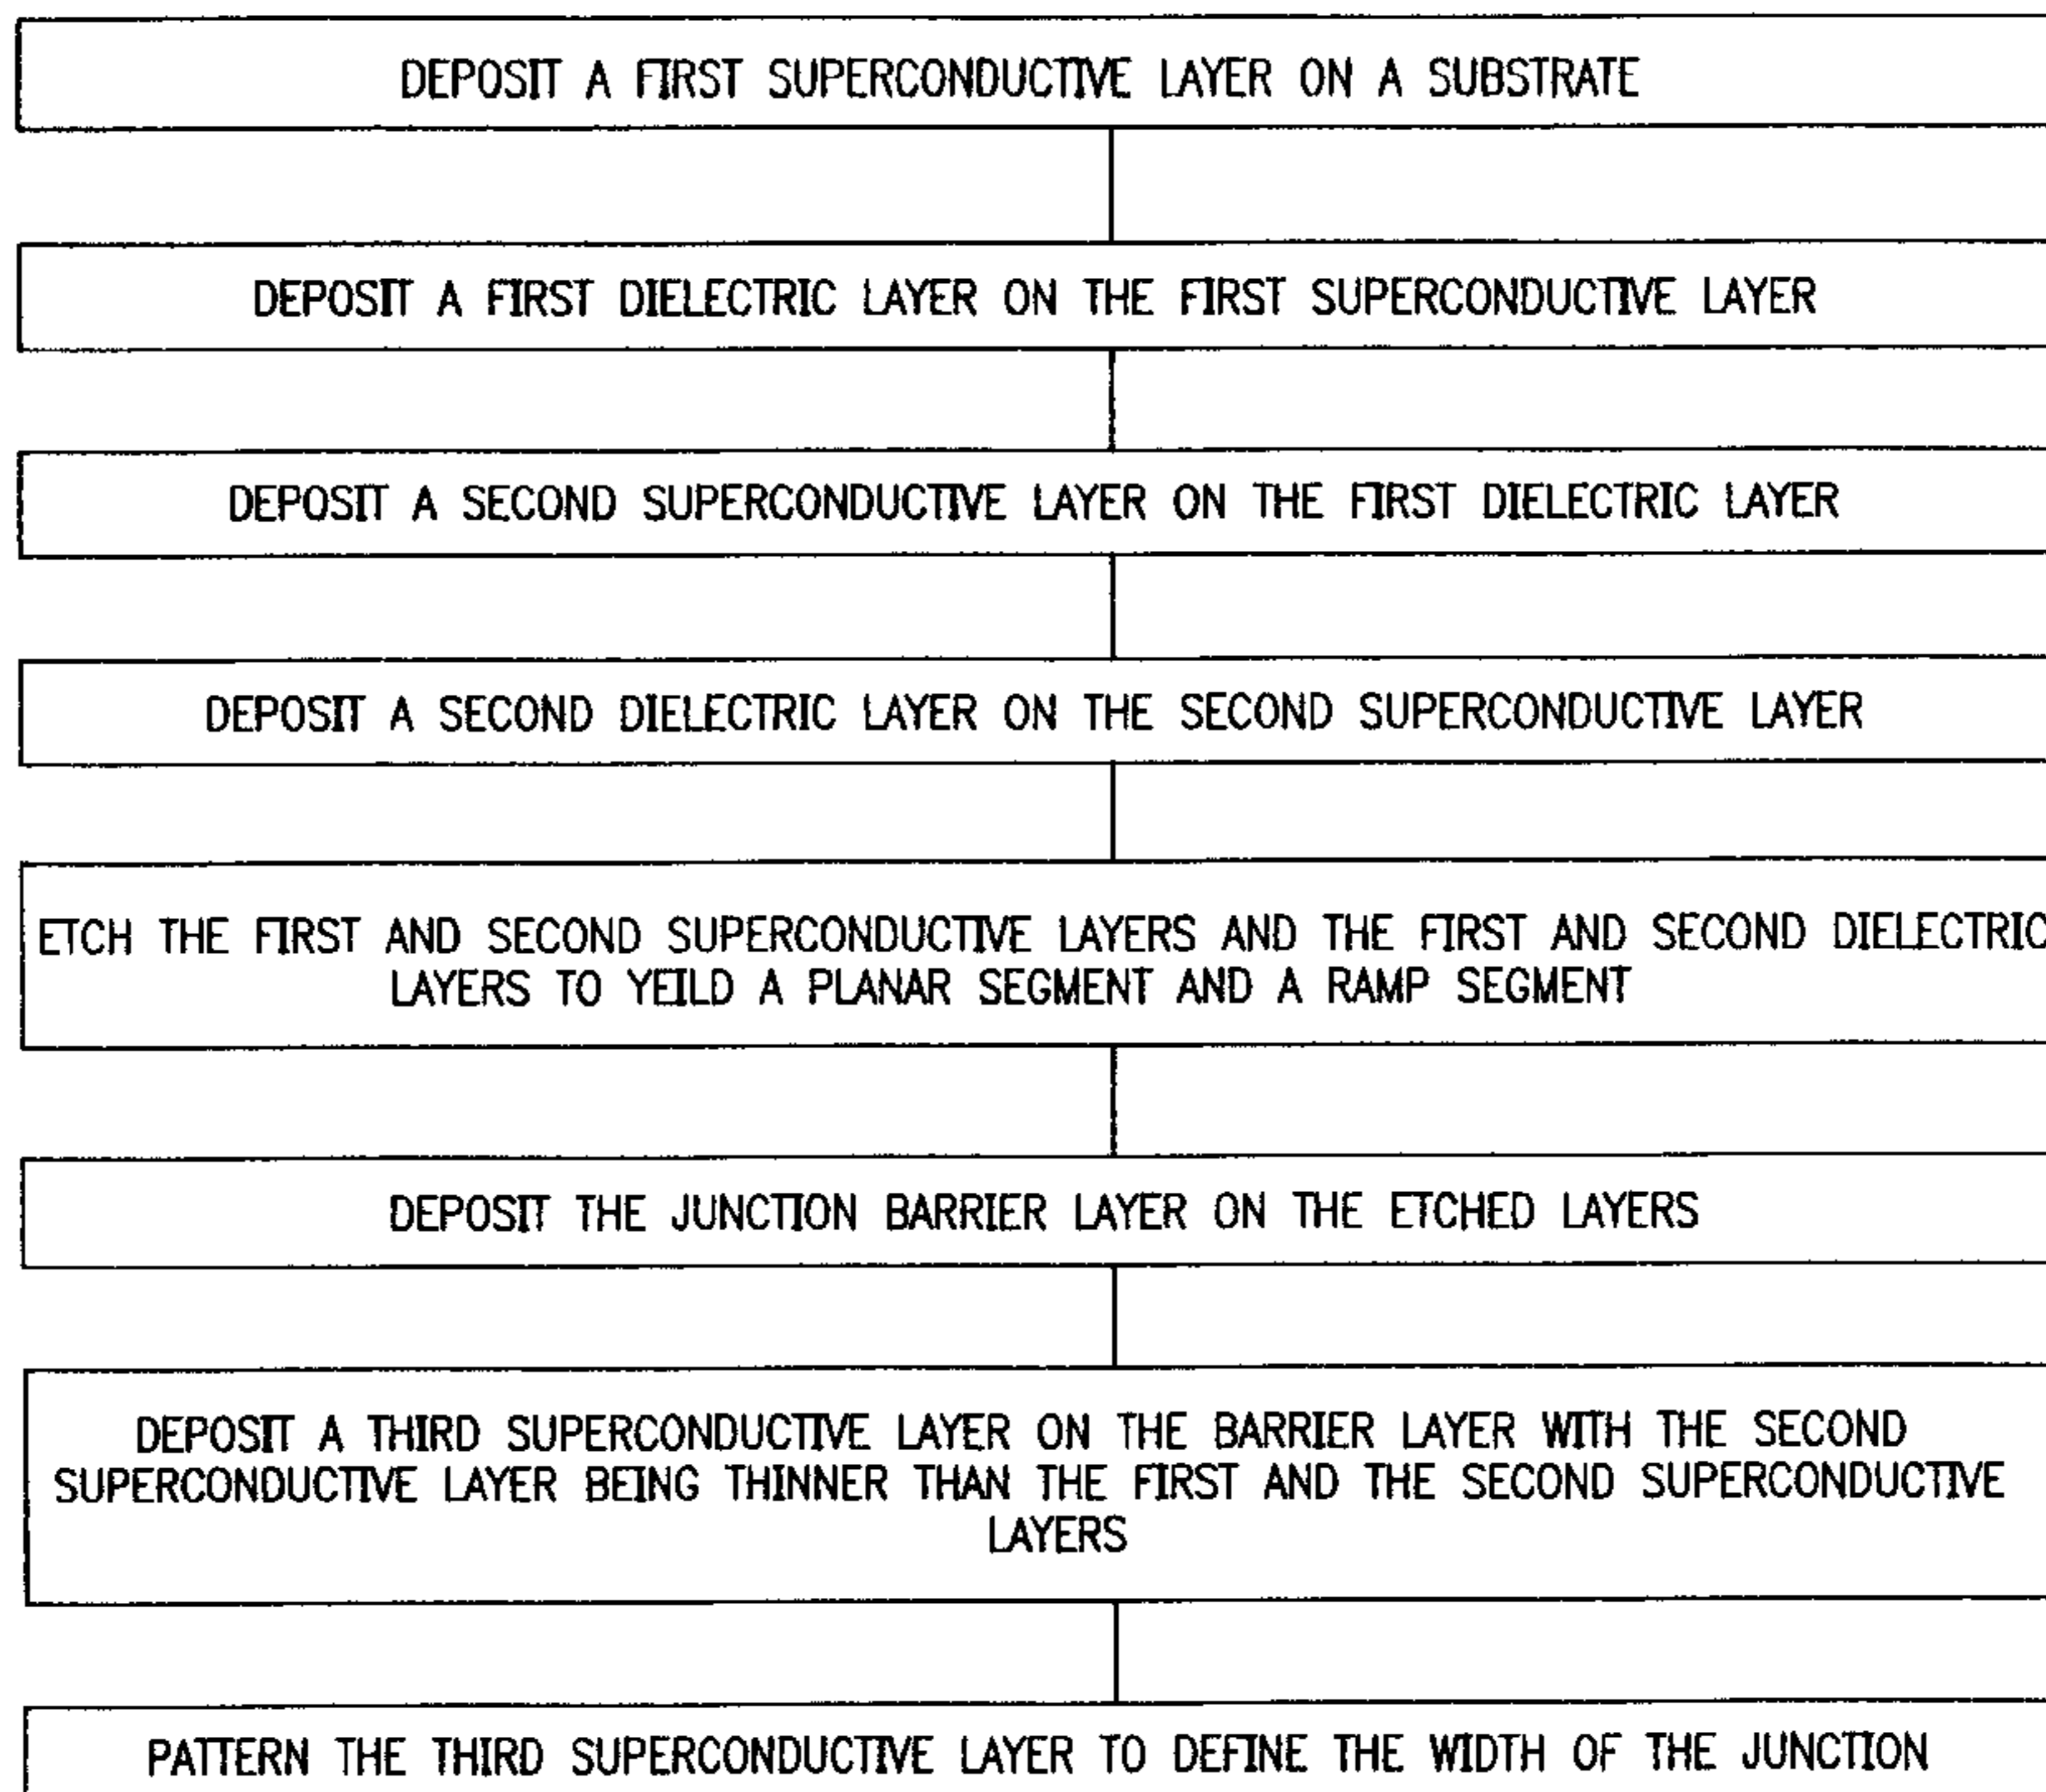 DEPOSIT A FIRST SUPERCONDUCTIVE LAYER ON A SUBSTRATE
DEPOSIT A FIRST DIELECTRIC LAYER ON THE FIRST SUPERCONDUCTIVE LAYER
DEPOSIT A SECOND SUPERCONDUCTIVE LAYER ON THE FIRST DIELECTRIC LAYER
DEPOSIT A SECOND DIELECTRIC LAYER ON THE SECOND SUPERCONDUCTIVE LAYER
ETCH THE FIRST AND SECOND SUPERCONDUCTIVE LAYERS AND THE FIRST AND SECOND DIELECTRIC
LAYERS TO YEILD A PLANAR SEGMENT AND A RAMP SEGMENT
DEPOSIT THE JUNCTION BARRIER LAYER ON THE ETCHED LAYERS
DEPOSIT A THIRD SUPERCONDUCTIVE LAYER ON THE BARRIER LAYER WITH THE SECOND
SUPERCONDUCTIVE LAYER BEING THINNER THAN THE FIRST AND THE SECOND SUPERCONDUCTIVE
LAYERS
PATTERN THE THIRD SUPERCONDUCTIVE LAYER TO DEFINE THE WIDTH OF THE JUNCTION